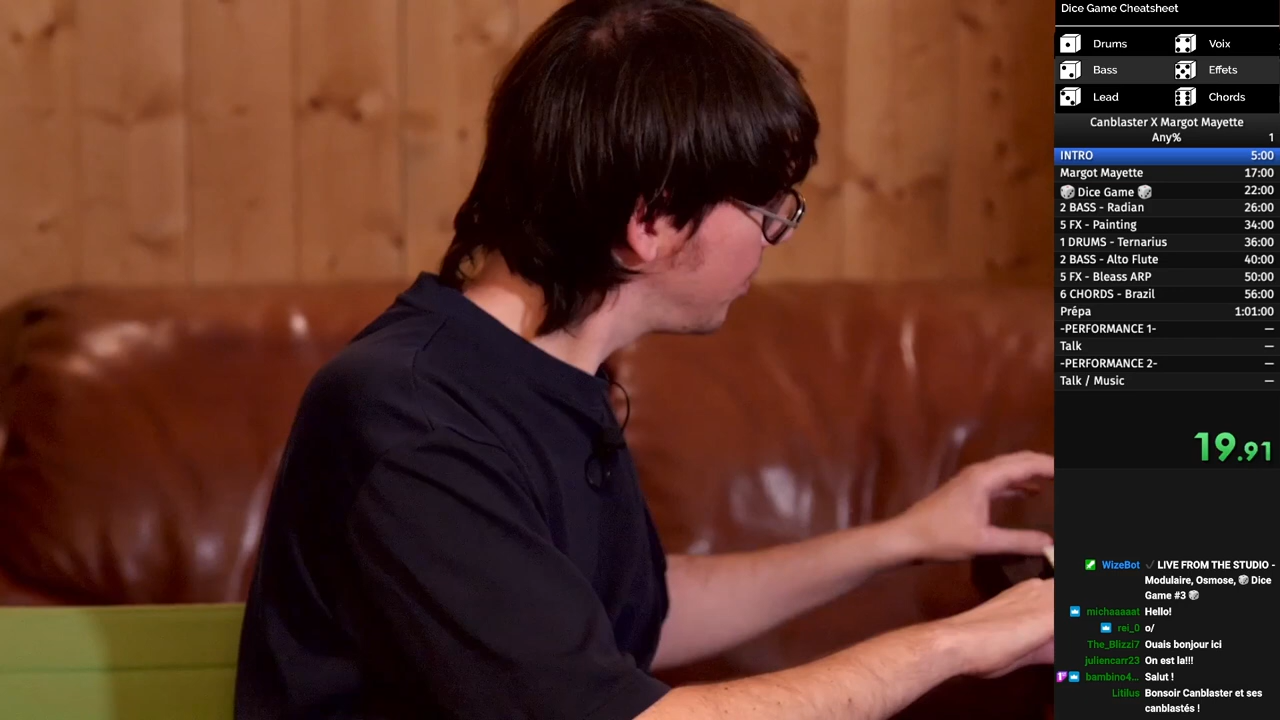 Dice Game Cheatsheet
Drums
Voix
Bass
Effets
Lead
Chords
Canblaster X Margot Mayette
Any% 1
INTRO 5:00
Margot Mayette 17:00
🎲 Dice Game 🎲 22:00
2 BASS - Radian 26:00
5 FX - Painting 34:00
1 DRUMS - Ternarius 36:00
2 BASS - Alto Flute 40:00
5 FX - Bleass ARP 50:00
6 CHORDS - Brazil 56:00
Prépa 1:01:00
-PERFORMANCE 1- —
Talk —
-PERFORMANCE 2- —
Talk / Music —
19.91
WizeBot ✓ LIVE FROM THE STUDIO -
Modulaire, Osmose, 🎲 Dice
Game #3 🎲
michaaaaat Hello!
rei_0 o/
The_Blizzi7 Ouais bonjour ici
juliencarr23 On est la!!!
bambino4... Salut !
Litilus Bonsoir Canblaster et ses
canblastés !